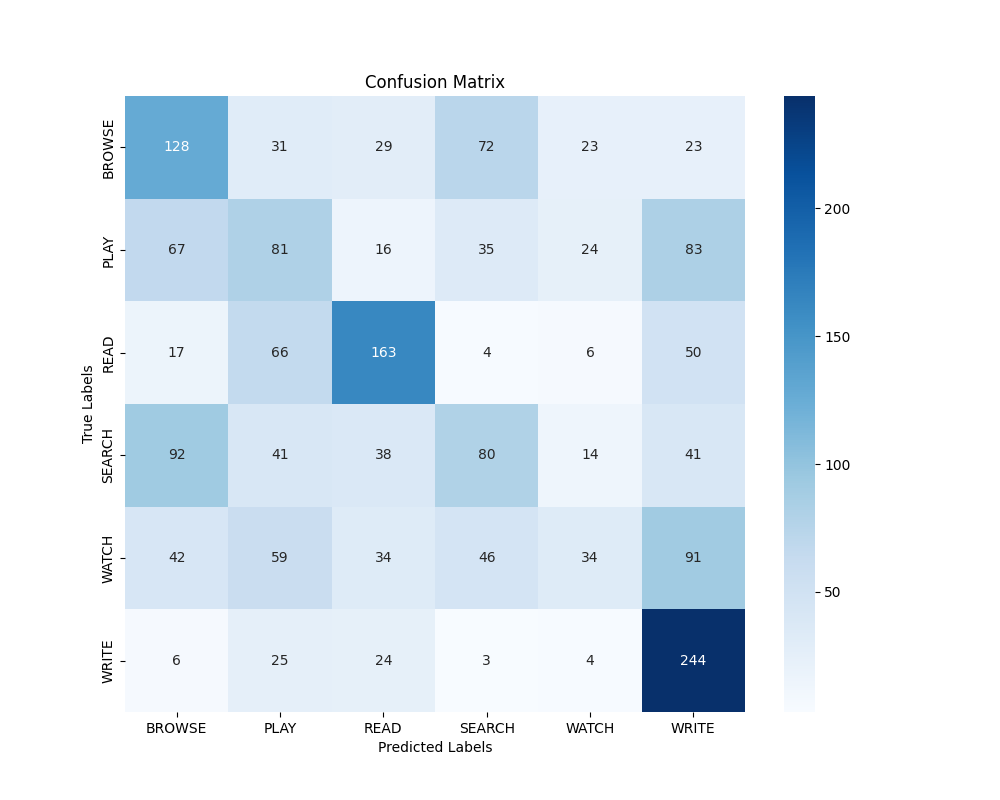 Confusion Matrix
BROWSE 128 31 29 72 23 23
PLAY 67 81 16 35 24 83
READ 17 66 163 4 6 50
SEARCH 92 41 38 80 14 41
WATCH 42 59 34 46 34 91
WRITE 6 25 24 3 4 244
True Labels
BROWSE PLAY READ SEARCH WATCH WRITE
Predicted Labels
200
150
100
50